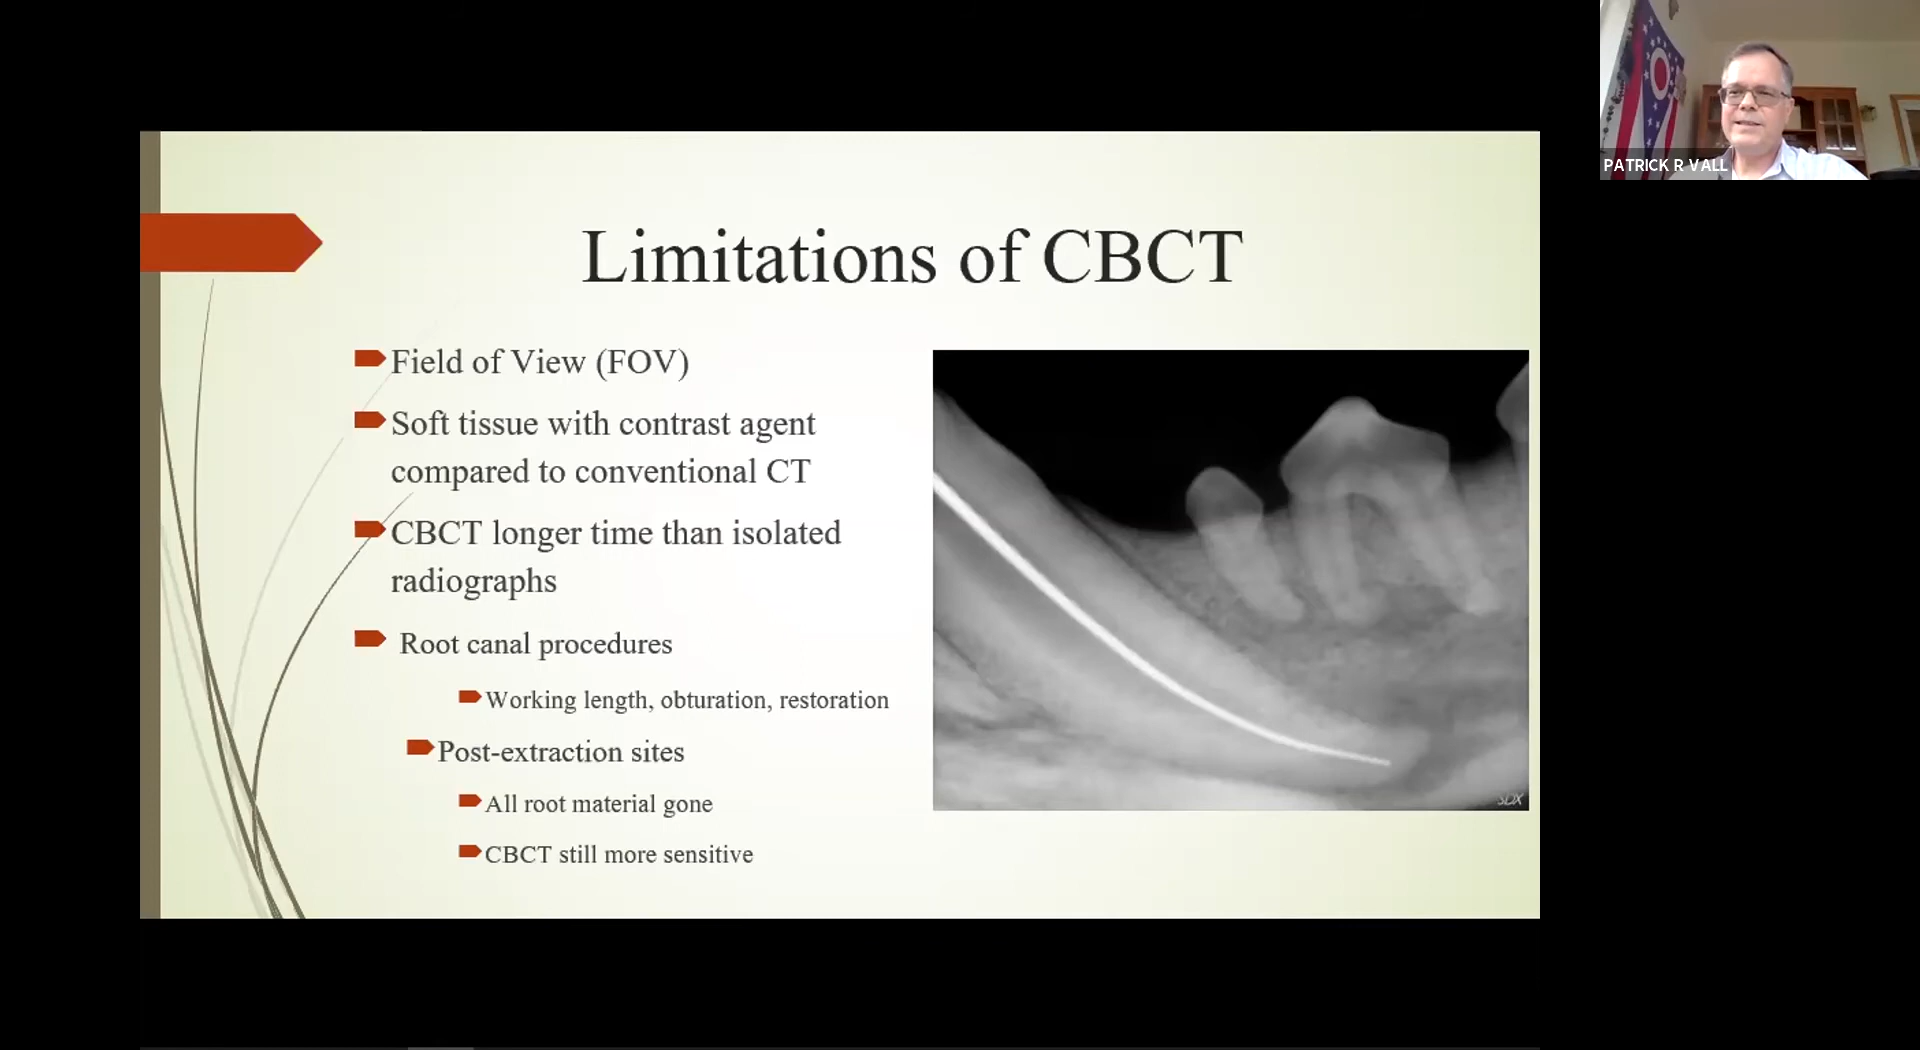 PATRICK R VALL
Limitations of CBCT
Field of View (FOV)
Soft tissue with contrast agent
compared to conventional CT
CBCT longer time than isolated
radiographs
Root canal procedures
Working length, obturation, restoration
Post-extraction sites
All root material gone
CBCT still more sensitive
SDX